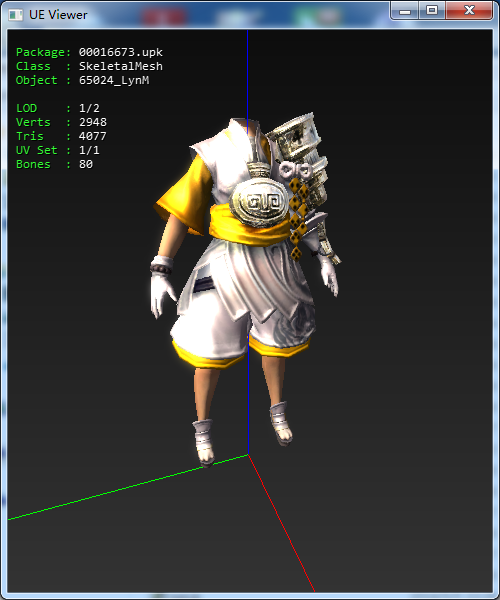 UE Viewer
Package: 00016673.upk
Class  : SkeletalMesh
Object : 65024_LynM
LOD    : 1/2
Verts  : 2948
Tris   : 4077
UV Set : 1/1
Bones  : 80